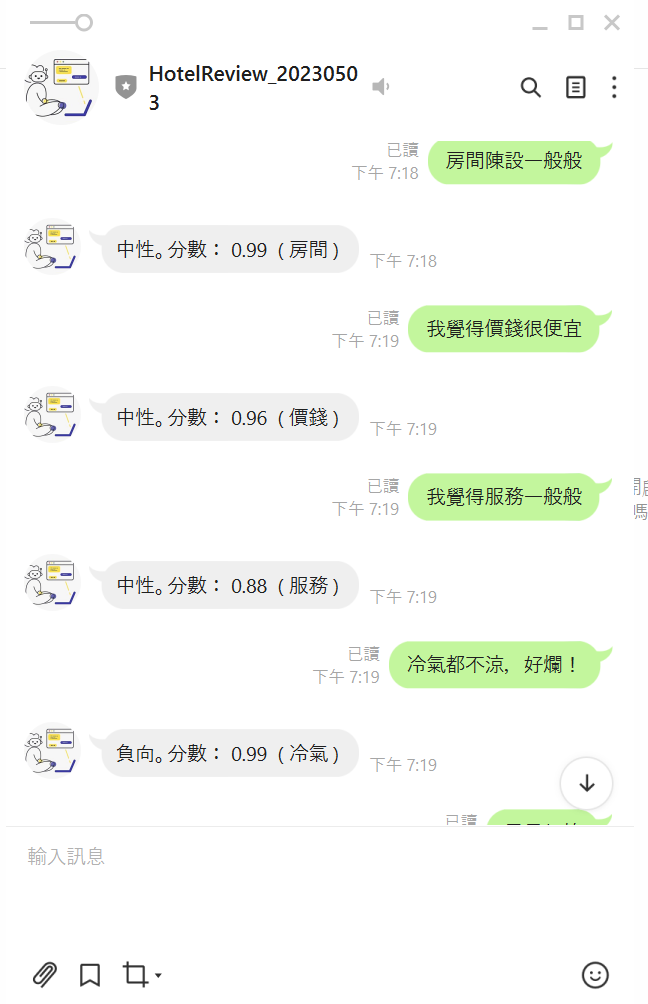 HotelReview_2023050
3
已讀
下午 7:18
房間陳設一般般
中性。分數： 0.99（房間）
下午 7:18
已讀
下午 7:19
我覺得價錢很便宜
中性。分數： 0.96（價錢）
下午 7:19
已讀
下午 7:19
我覺得服務一般般
中性。分數： 0.88（服務）
下午 7:19
已讀
下午 7:19
冷氣都不涼，好爛！
負向。分數： 0.99（冷氣）
下午 7:19
已讀
輸入訊息